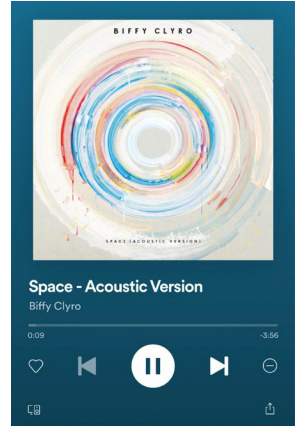 BIFFY CLYRO
SPACE (ACOUSTIC VERSION)
Space - Acoustic Version
Biffy Clyro
0:09
-3:56